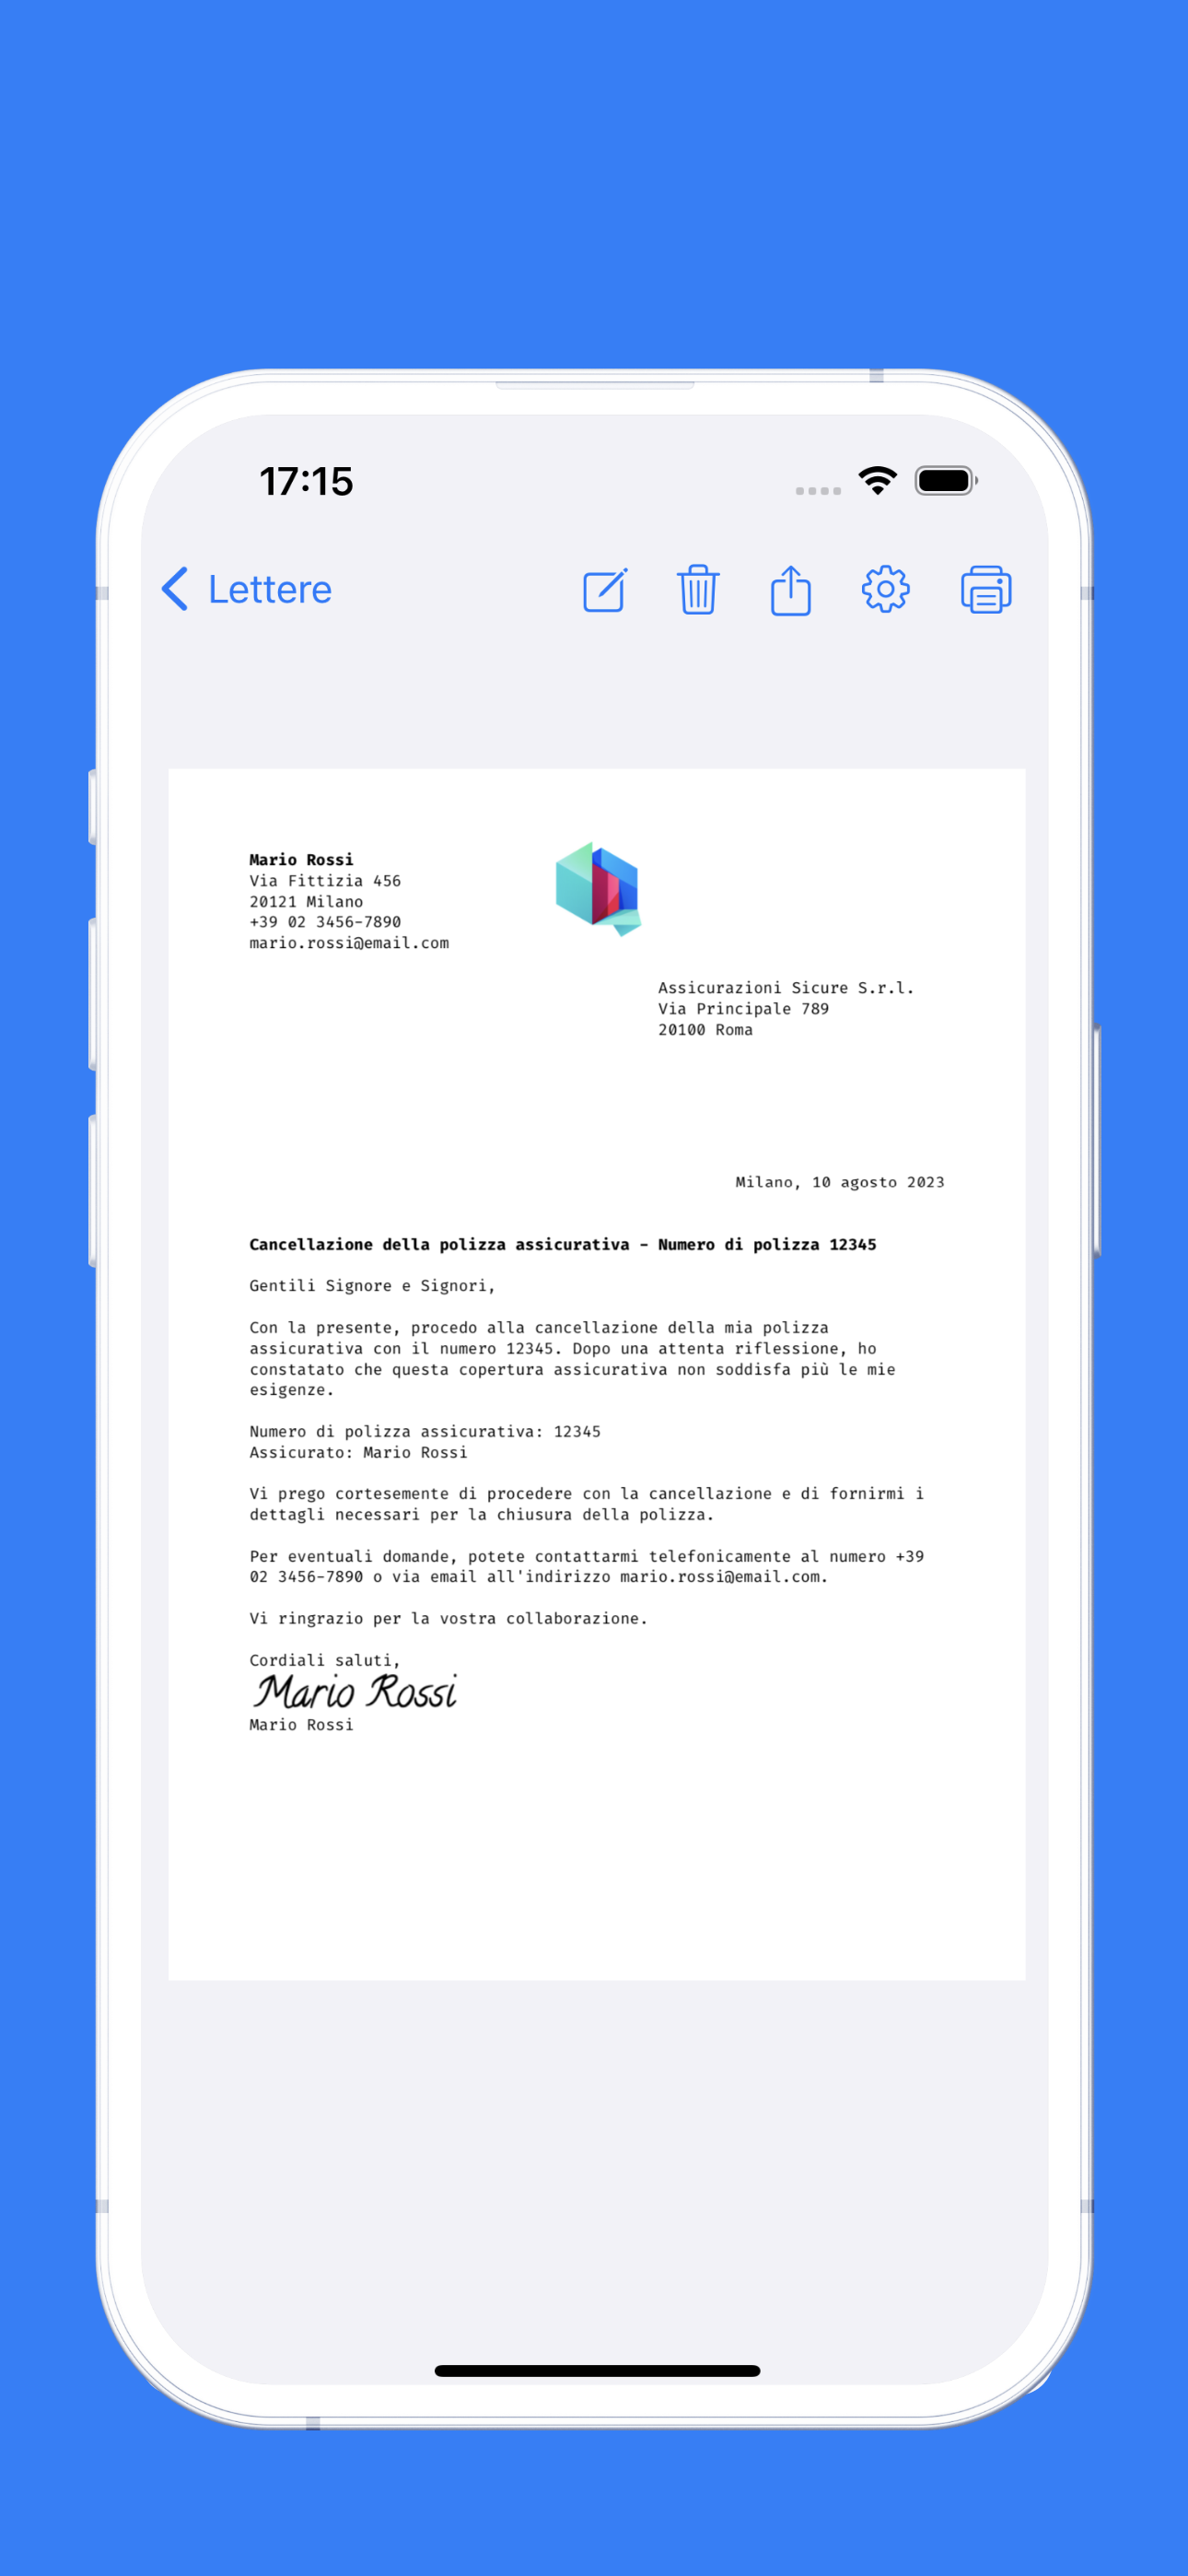 17:15
Lettere
Mario Rossi
Via Fittizia 456
20121 Milano
+39 02 3456-7890
mario.rossi@email.com
Assicurazioni Sicure S.r.l.
Via Principale 789
20100 Roma
Milano, 10 agosto 2023
Cancellazione della polizza assicurativa - Numero di polizza 12345
Gentili Signore e Signori,
Con la presente, procedo alla cancellazione della mia polizza
assicurativa con il numero 12345. Dopo una attenta riflessione, ho
constatato che questa copertura assicurativa non soddisfa più le mie
esigenze.
Numero di polizza assicurativa: 12345
Assicurato: Mario Rossi
Vi prego cortesemente di procedere con la cancellazione e di fornirmi i
dettagli necessari per la chiusura della polizza.
Per eventuali domande, potete contattarmi telefonicamente al numero +39
02 3456-7890 o via email all'indirizzo mario.rossi@email.com.
Vi ringrazio per la vostra collaborazione.
Cordiali saluti,
Mario Rossi
Mario Rossi